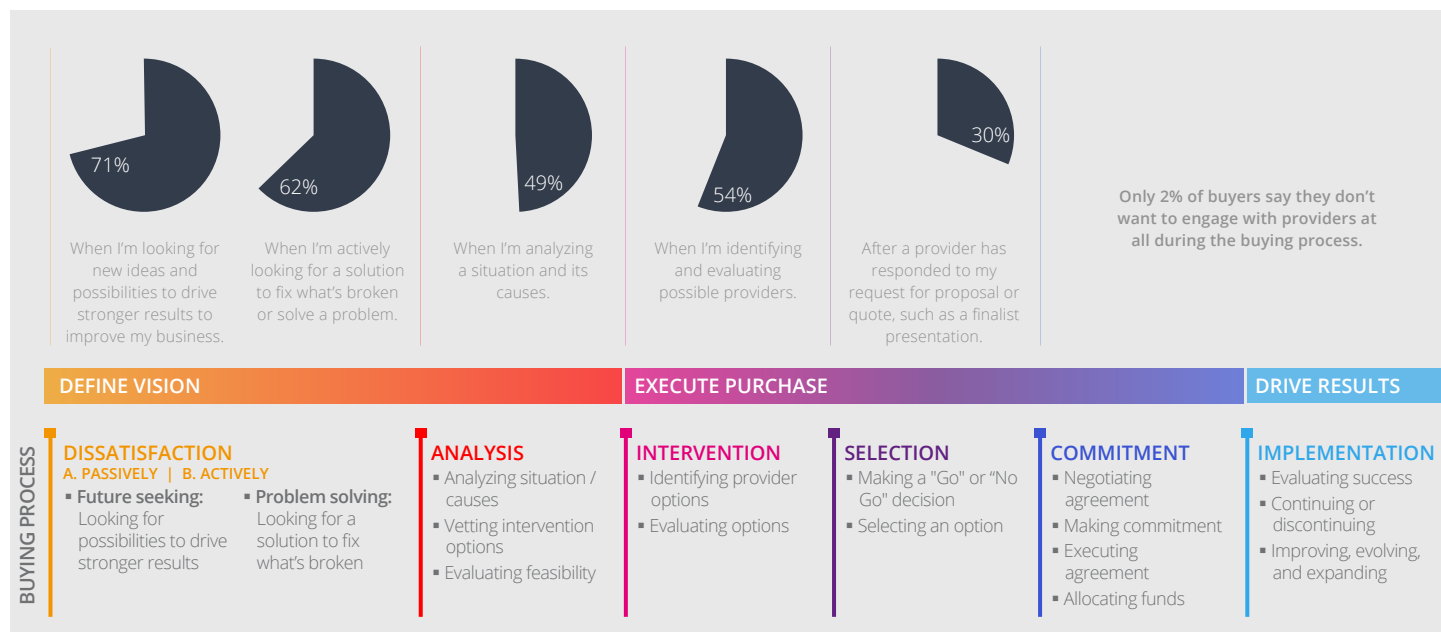 71%
62%
49%
54%
30%
When I’m looking for
new ideas and
possibilities to drive
stronger results to
improve my business.
When I’m actively
looking for a solution
to fix what’s broken
or solve a problem.
When I’m analyzing
a situation and its
causes.
When I’m identifying
and evaluating
possible providers.
After a provider has
responded to my
request for proposal or
quote, such as a finalist
presentation.
Only 2% of buyers say they don’t
want to engage with providers at
all during the buying process.
DEFINE VISION
EXECUTE PURCHASE
DRIVE RESULTS
BUYING PROCESS
DISSATISFACTION
A. PASSIVELY | B. ACTIVELY
▪ Future seeking:
Looking for
possibilities to drive
stronger results
▪ Problem solving:
Looking for a
solution to fix
what’s broken
ANALYSIS
▪ Analyzing situation /
causes
▪ Vetting intervention
options
▪ Evaluating feasibility
INTERVENTION
▪ Identifying provider
options
▪ Evaluating options
SELECTION
▪ Making a "Go" or “No
Go" decision
▪ Selecting an option
COMMITMENT
▪ Negotiating
agreement
▪ Making commitment
▪ Executing
agreement
▪ Allocating funds
IMPLEMENTATION
▪ Evaluating success
▪ Continuing or
discontinuing
▪ Improving, evolving,
and expanding